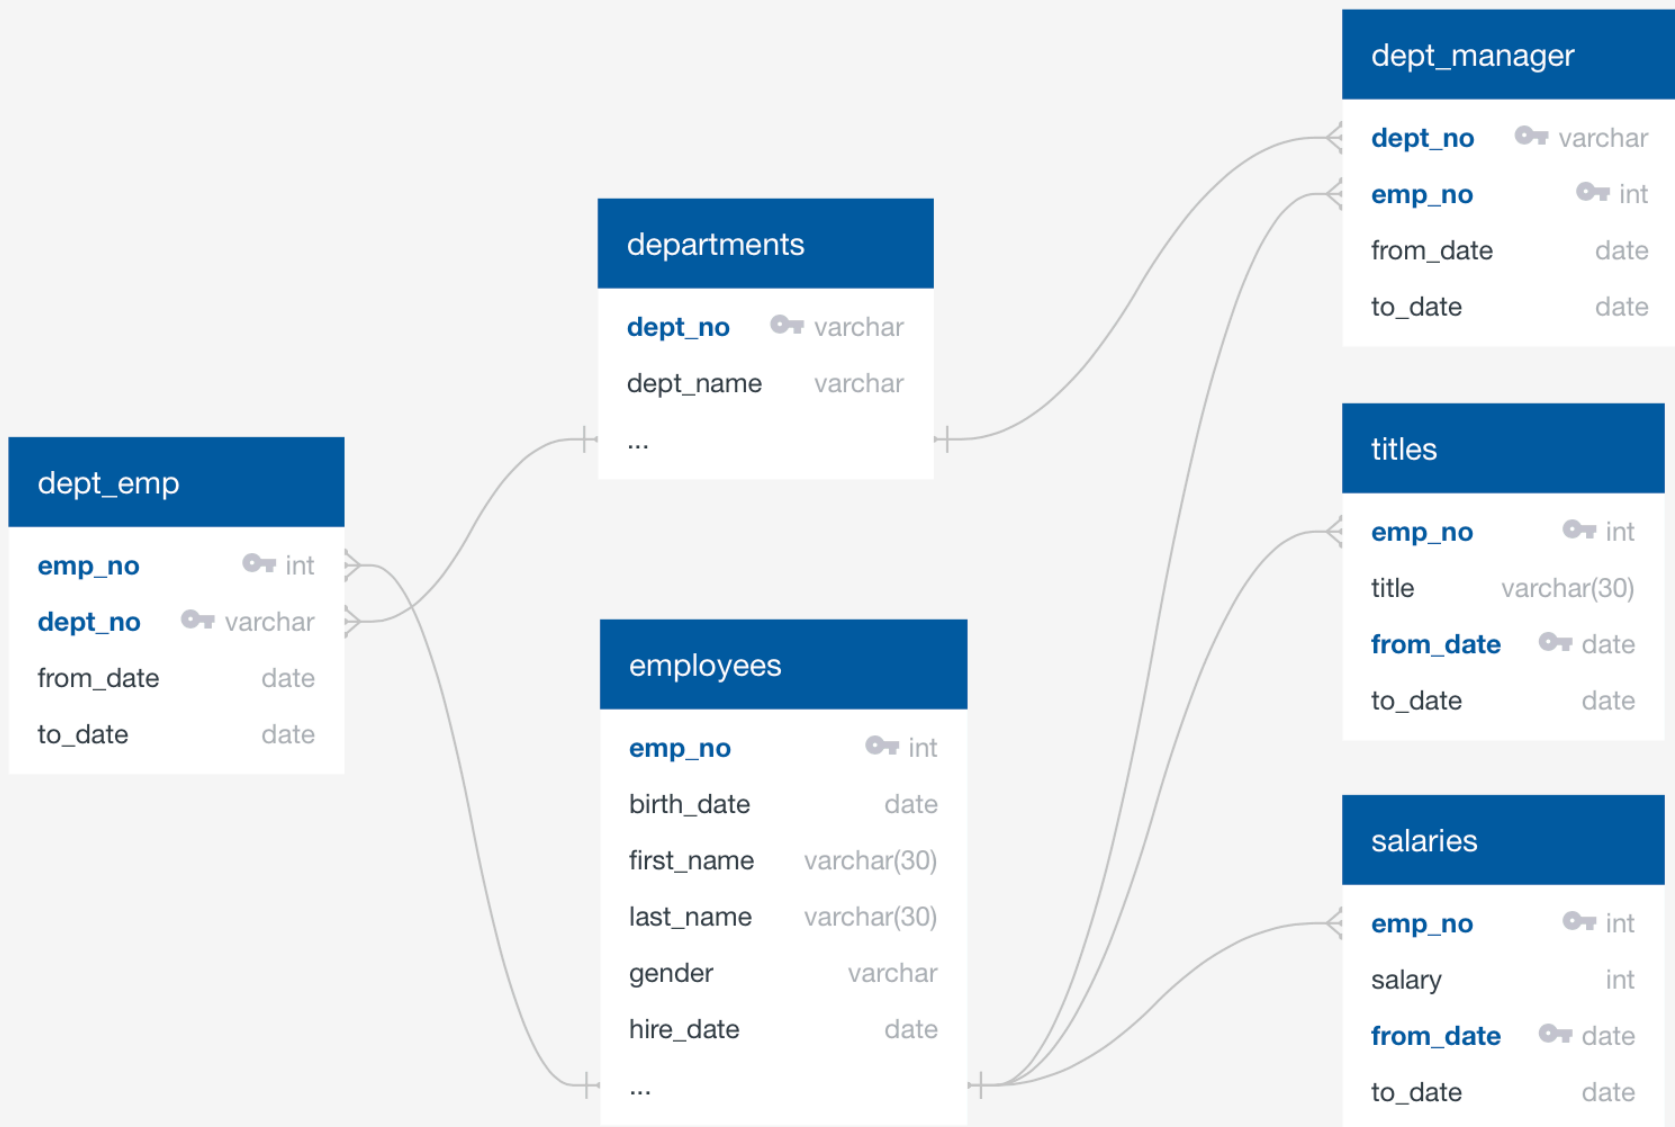 dept_manager
dept_no varchar
emp_no int
from_date date
to_date date
departments
dept_no varchar
dept_name varchar
...
titles
emp_no int
title varchar(30)
from_date date
to_date date
dept_emp
emp_no int
dept_no varchar
from_date date
to_date date
employees
emp_no int
birth_date date
first_name varchar(30)
last_name varchar(30)
gender varchar
hire_date date
...
salaries
emp_no int
salary int
from_date date
to_date date